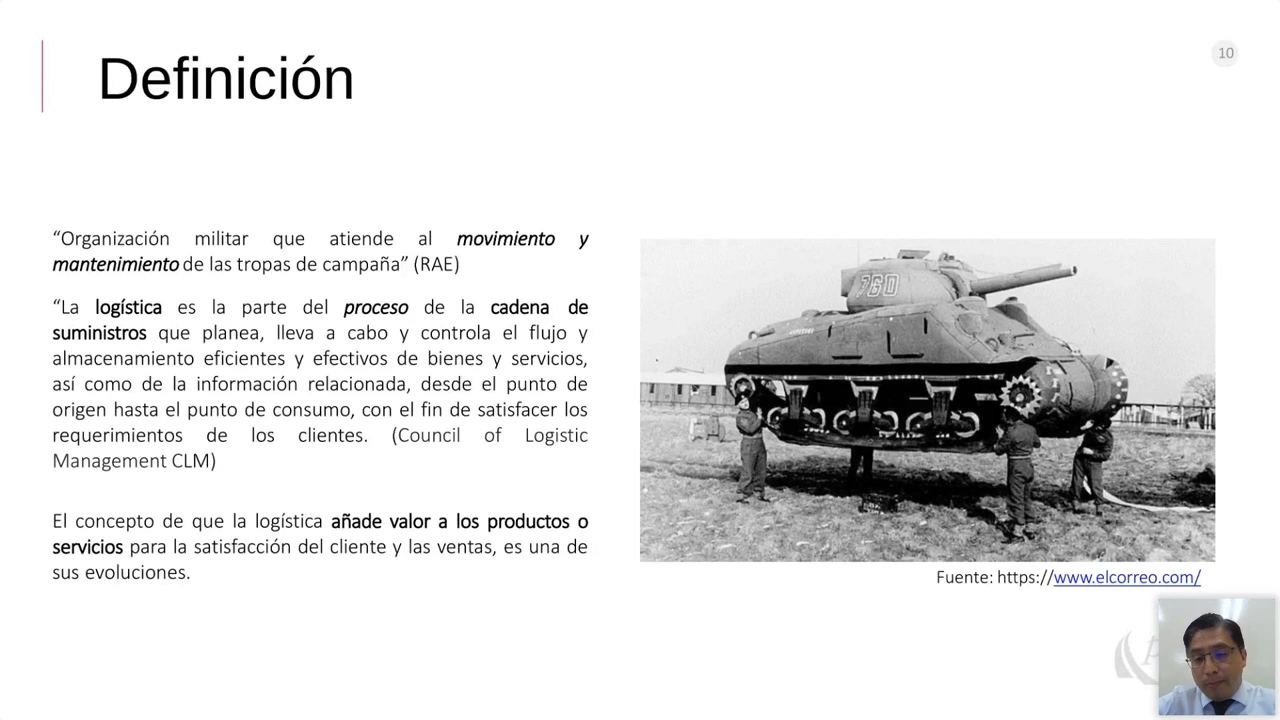 10
Definición
“Organización militar que atiende al movimiento y
mantenimiento de las tropas de campaña” (RAE)
“La logística es la parte del proceso de la cadena de
suministros que planea, lleva a cabo y controla el flujo y
almacenamiento eficientes y efectivos de bienes y servicios,
así como de la información relacionada, desde el punto de
origen hasta el punto de consumo, con el fin de satisfacer los
requerimientos de los clientes. (Council of Logistic
Management CLM)
El concepto de que la logística añade valor a los productos o
servicios para la satisfacción del cliente y las ventas, es una de
sus evoluciones.
760
Fuente: https://www.elcorreo.com/